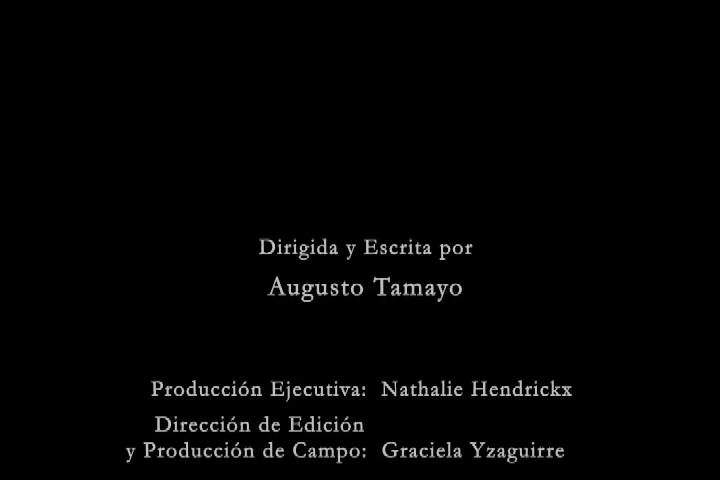 Dirigida y Escrita por
Augusto Tamayo
Producción Ejecutiva: Nathalie Hendrickx
Dirección de Edición
y Producción de Campo: Graciela Yzaguirre